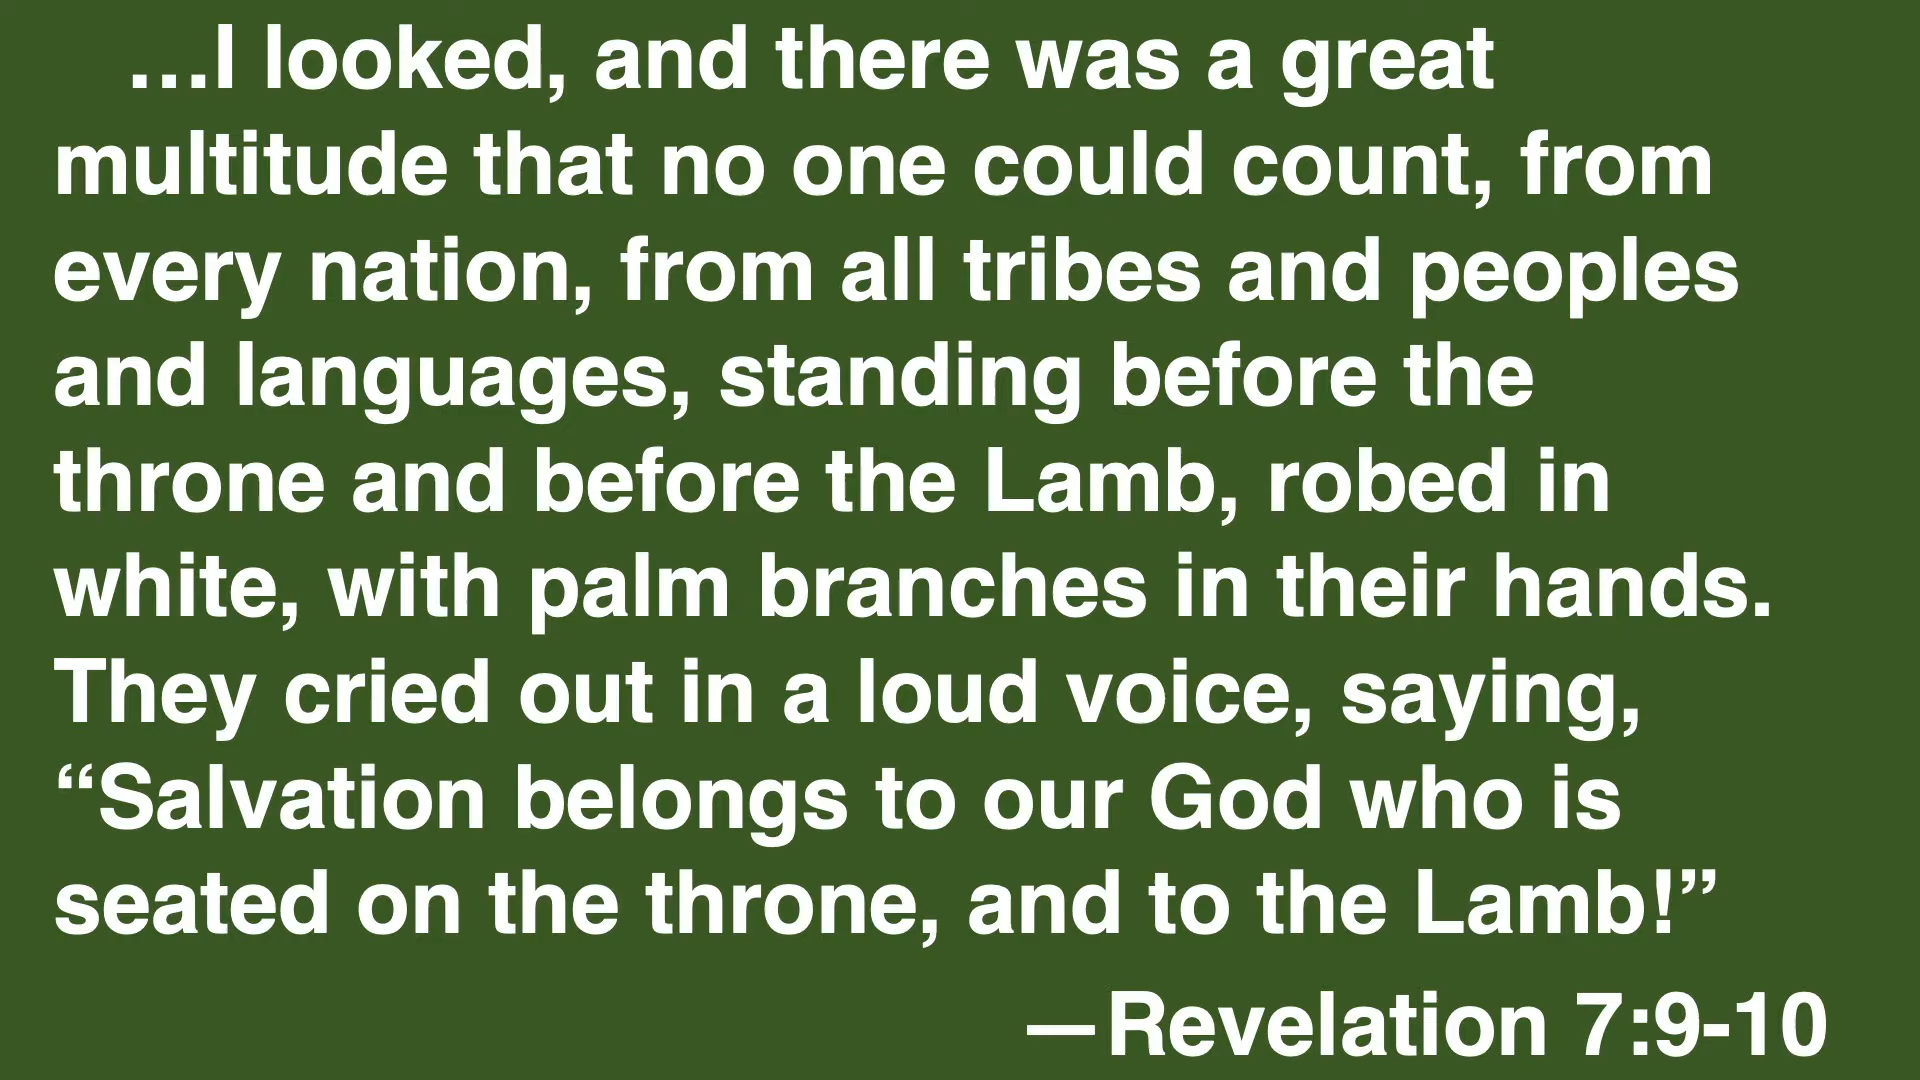 …I looked, and there was a great
multitude that no one could count, from
every nation, from all tribes and peoples
and languages, standing before the
throne and before the Lamb, robed in
white, with palm branches in their hands.
They cried out in a loud voice, saying,
“Salvation belongs to our God who is
seated on the throne, and to the Lamb!”
—Revelation 7:9-10